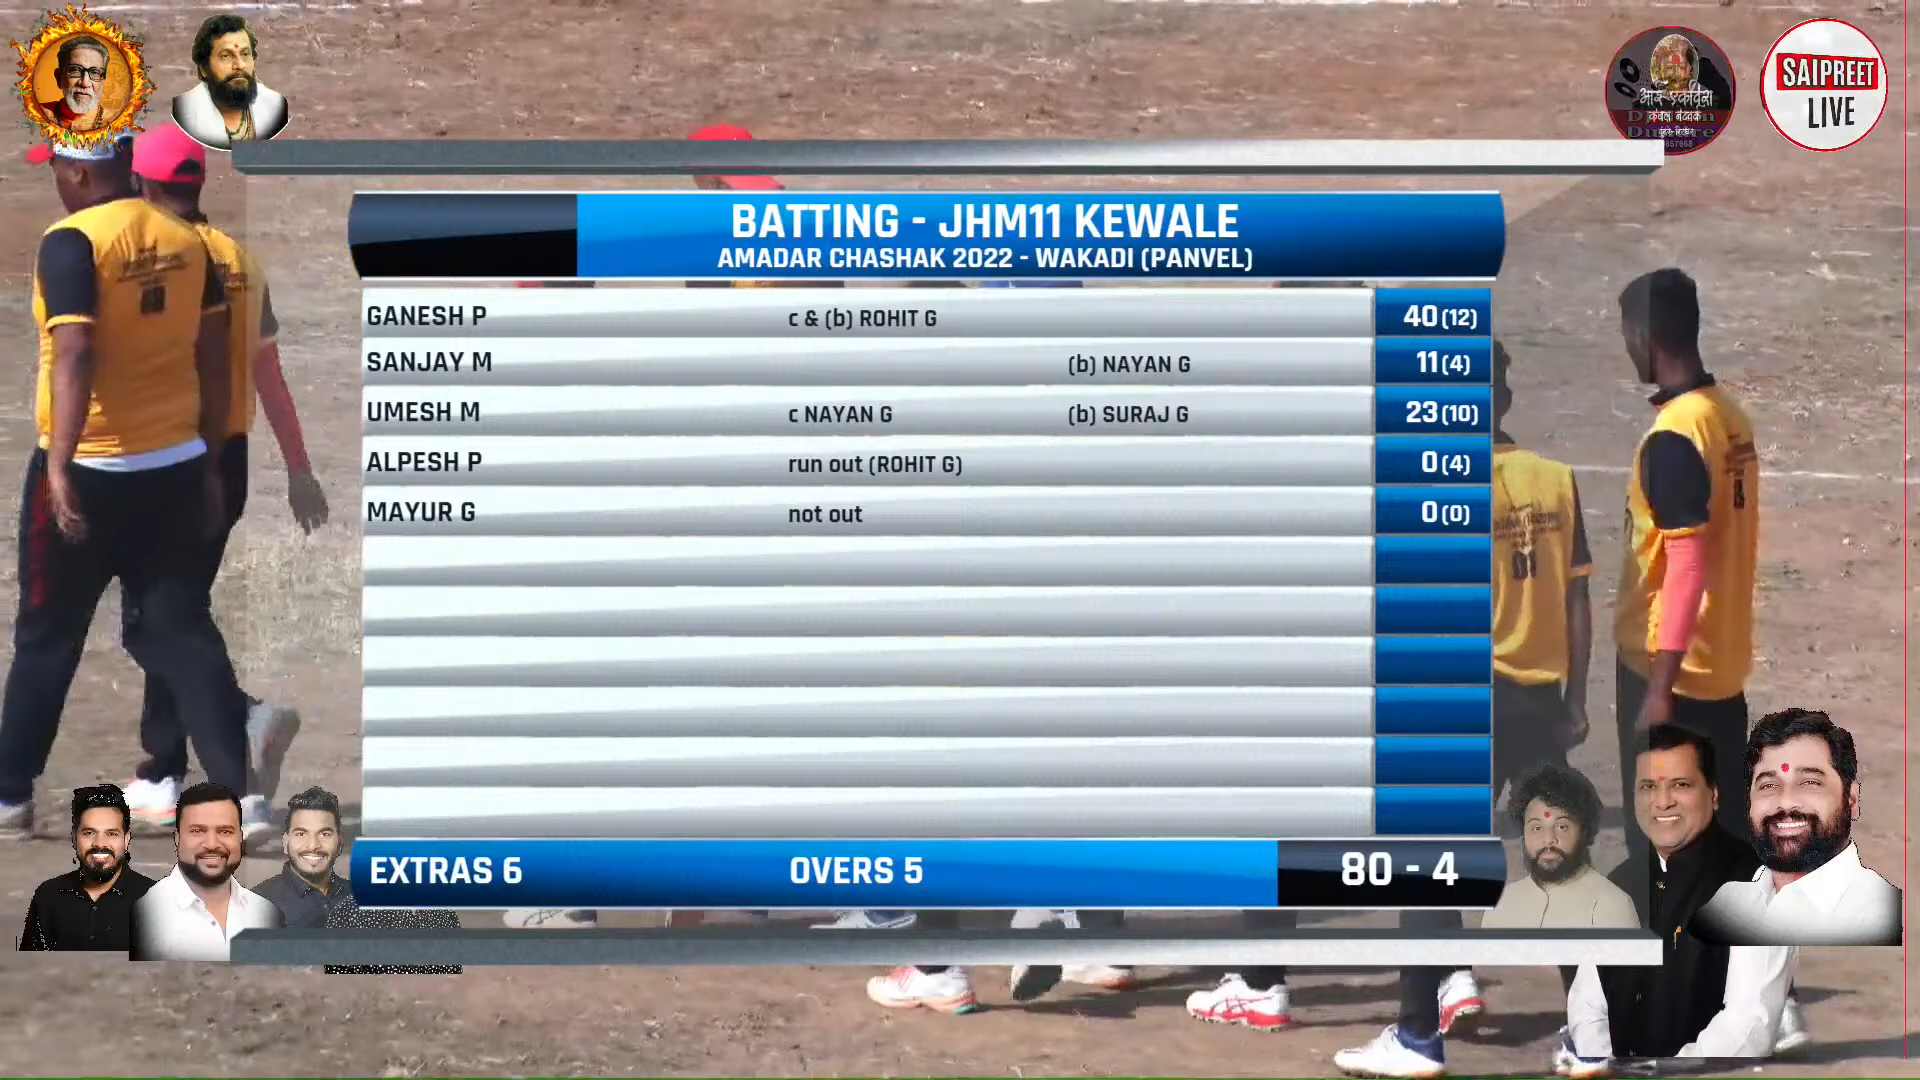 SAIPREET
LIVE
BATTING - JHM11 KEWALE
AMADAR CHASHAK 2022 - WAKADI (PANVEL)
GANESH P c & (b) ROHIT G 40 (12)
SANJAY M (b) NAYAN G 11 (4)
UMESH M c NAYAN G (b) SURAJ G 23 (10)
ALPESH P run out (ROHIT G) 0 (4)
MAYUR G not out 0 (0)
EXTRAS 6 OVERS 5 80 - 4